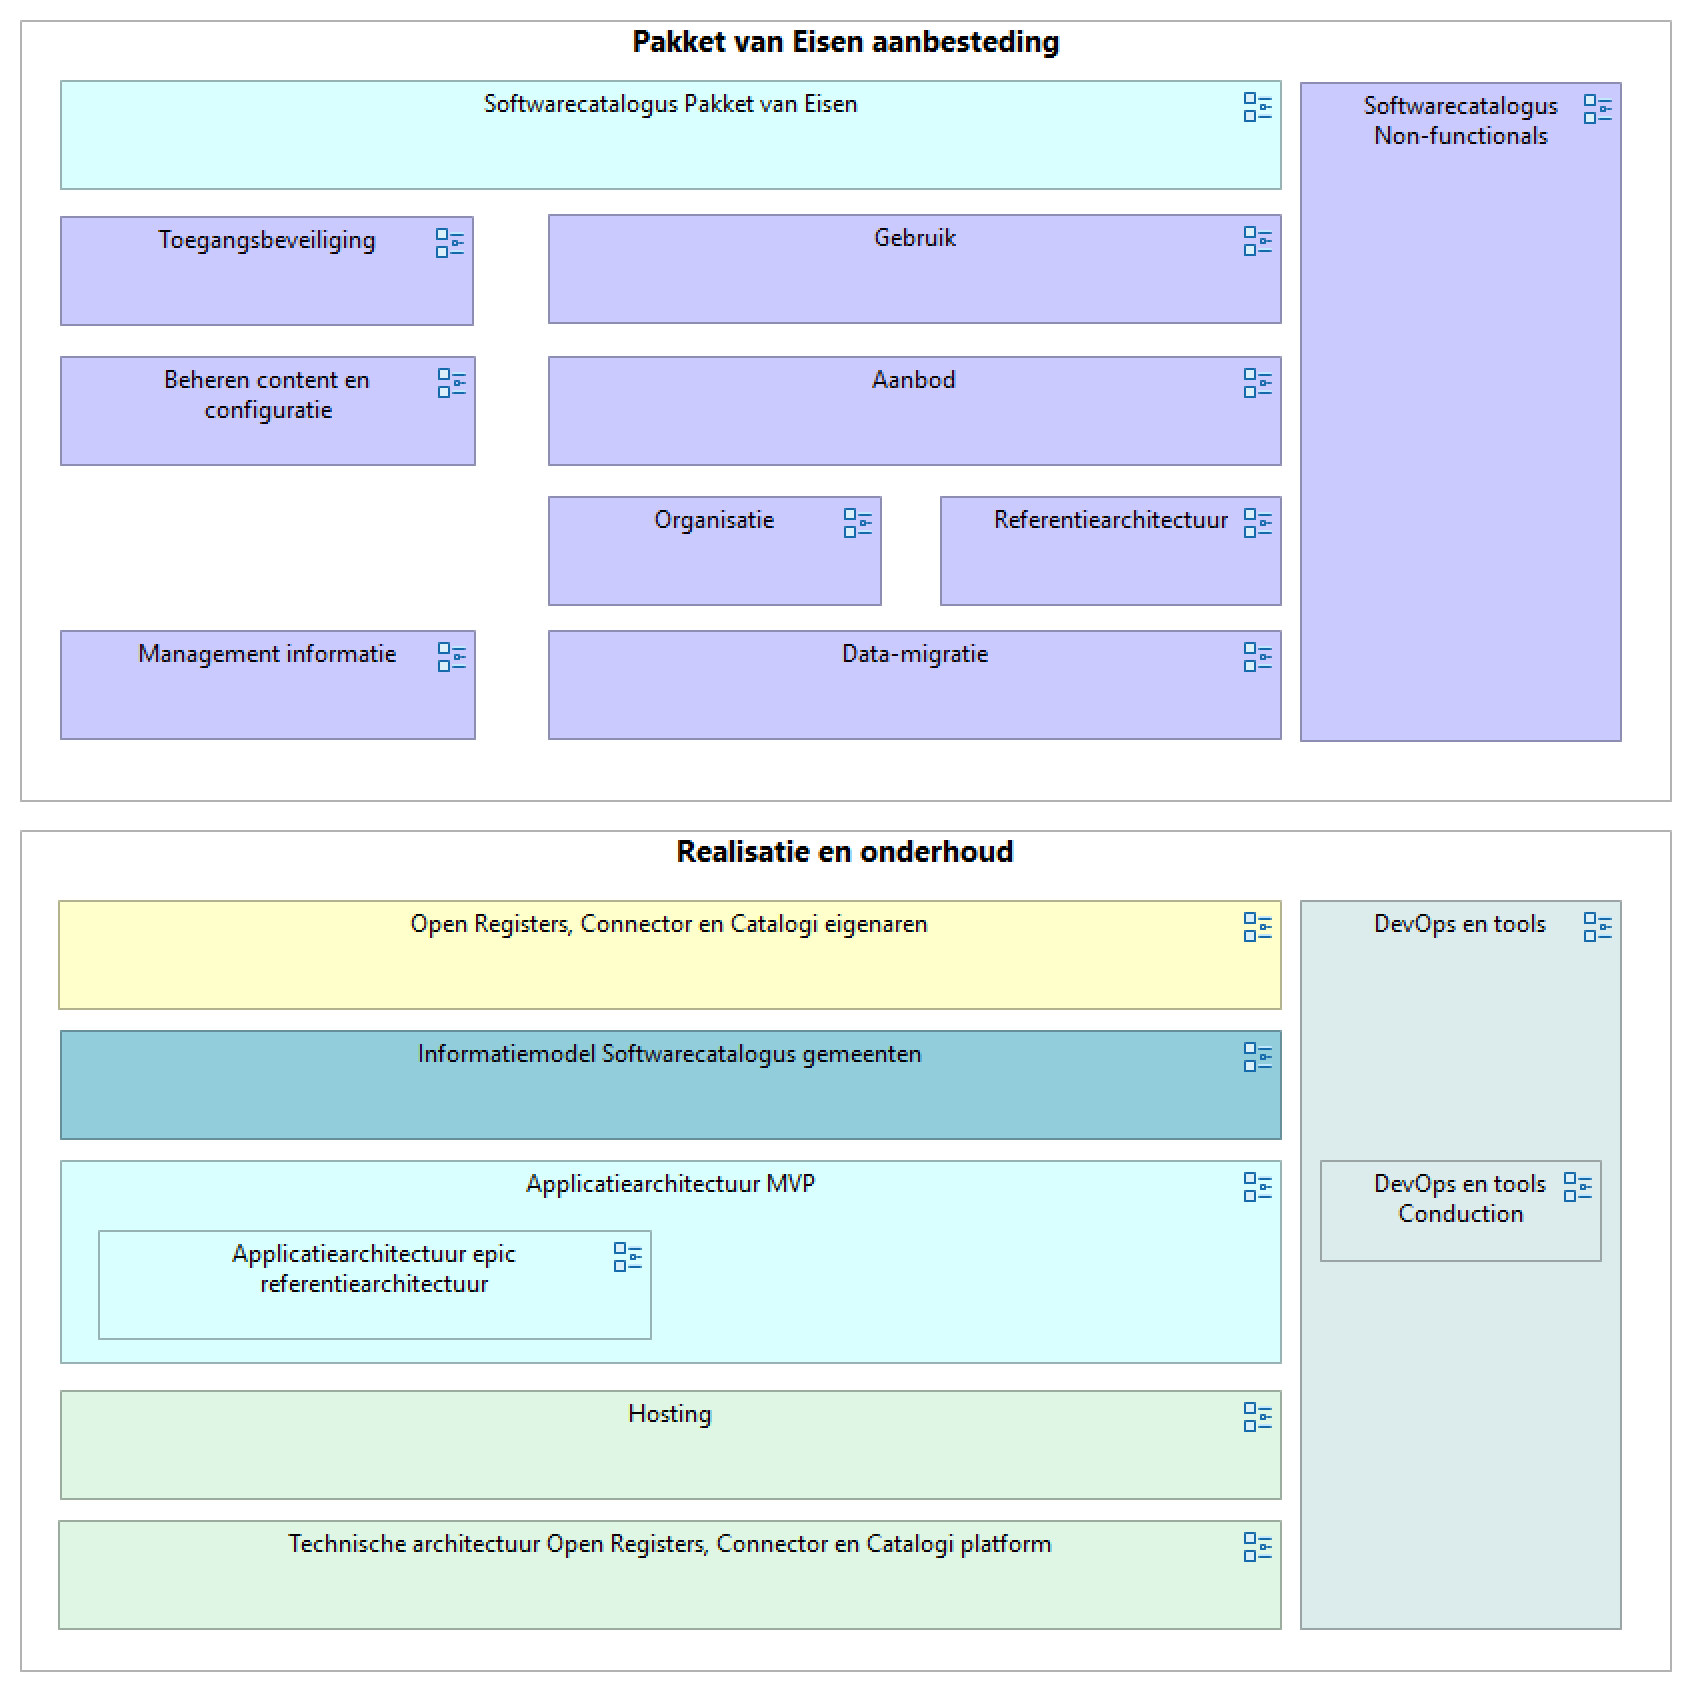 Pakket van Eisen aanbesteding
Softwarecatalogus Pakket van Eisen
Softwarecatalogus
Non-functionals
Toegangsbeveiliging
Gebruik
Beheren content en
configuratie
Aanbod
Organisatie
Referentiearchitectuur
Management informatie
Data-migratie
Realisatie en onderhoud
Open Registers, Connector en Catalogi eigenaren
DevOps en tools
Informatiemodel Softwarecatalogus gemeenten
Applicatiearchitectuur MVP
DevOps en tools
Conduction
Applicatiearchitectuur epic
referentiearchitectuur
Hosting
Technische architectuur Open Registers, Connector en Catalogi platform